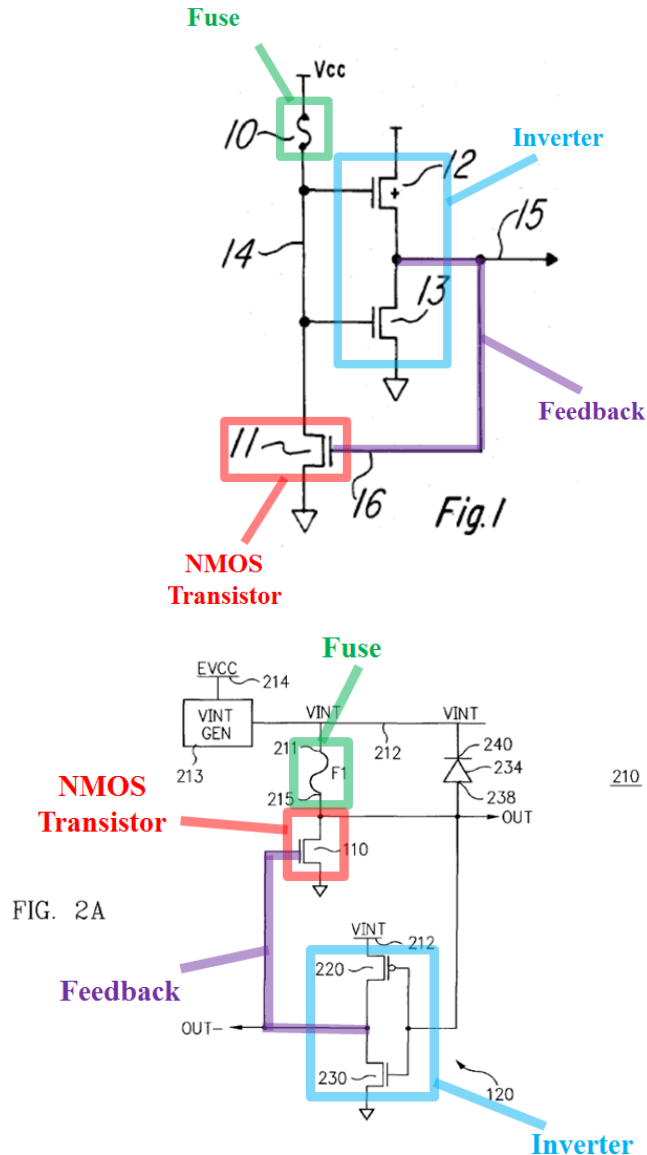 Fuse
Vcc
10
Inverter
12
15
14
13
Feedback
11
16
Fig.1
NMOS
Transistor
Fuse
EVCC
214
VINT
VINT
VINT
GEN
211
212
240
213
F1
234
NMOS
Transistor
215
238
210
OUT
110
FIG. 2A
VINT
212
220
Feedback
OUT-
230
120
Inverter